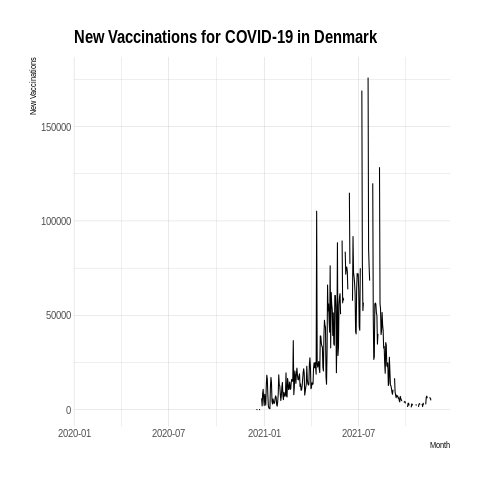 New Vaccinations for COVID-19 in Denmark
New Vaccinations
150000
100000
50000
0
2020-01
2020-07
2021-01
2021-07
Month